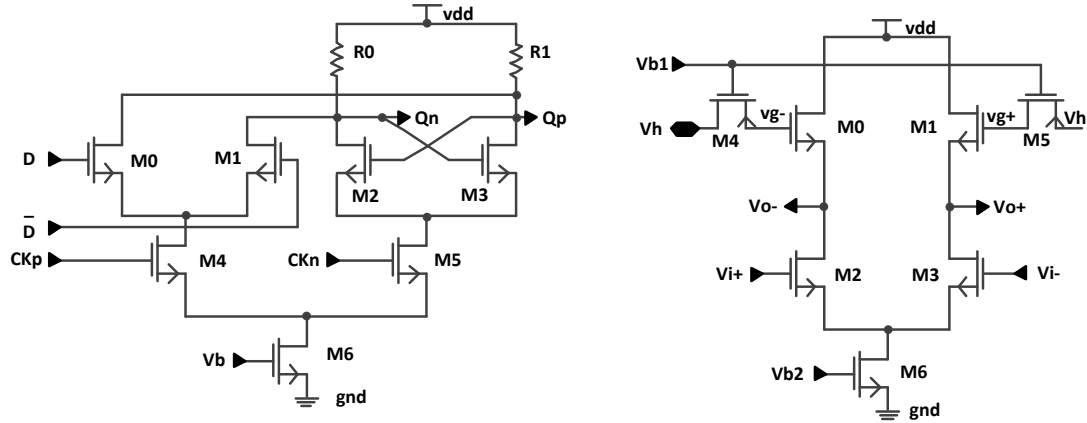 vdd
R0
R1
Qn
Qp
D
M0
M1
M2
M3
D̅
CKp
M4
CKn
M5
Vb
M6
gnd
vdd
Vb1
vg-
M0
M1
vg+
Vh
M4
M5
Vh
Vo-
Vo+
Vi+
M2
M3
Vi-
M6
Vb2
gnd